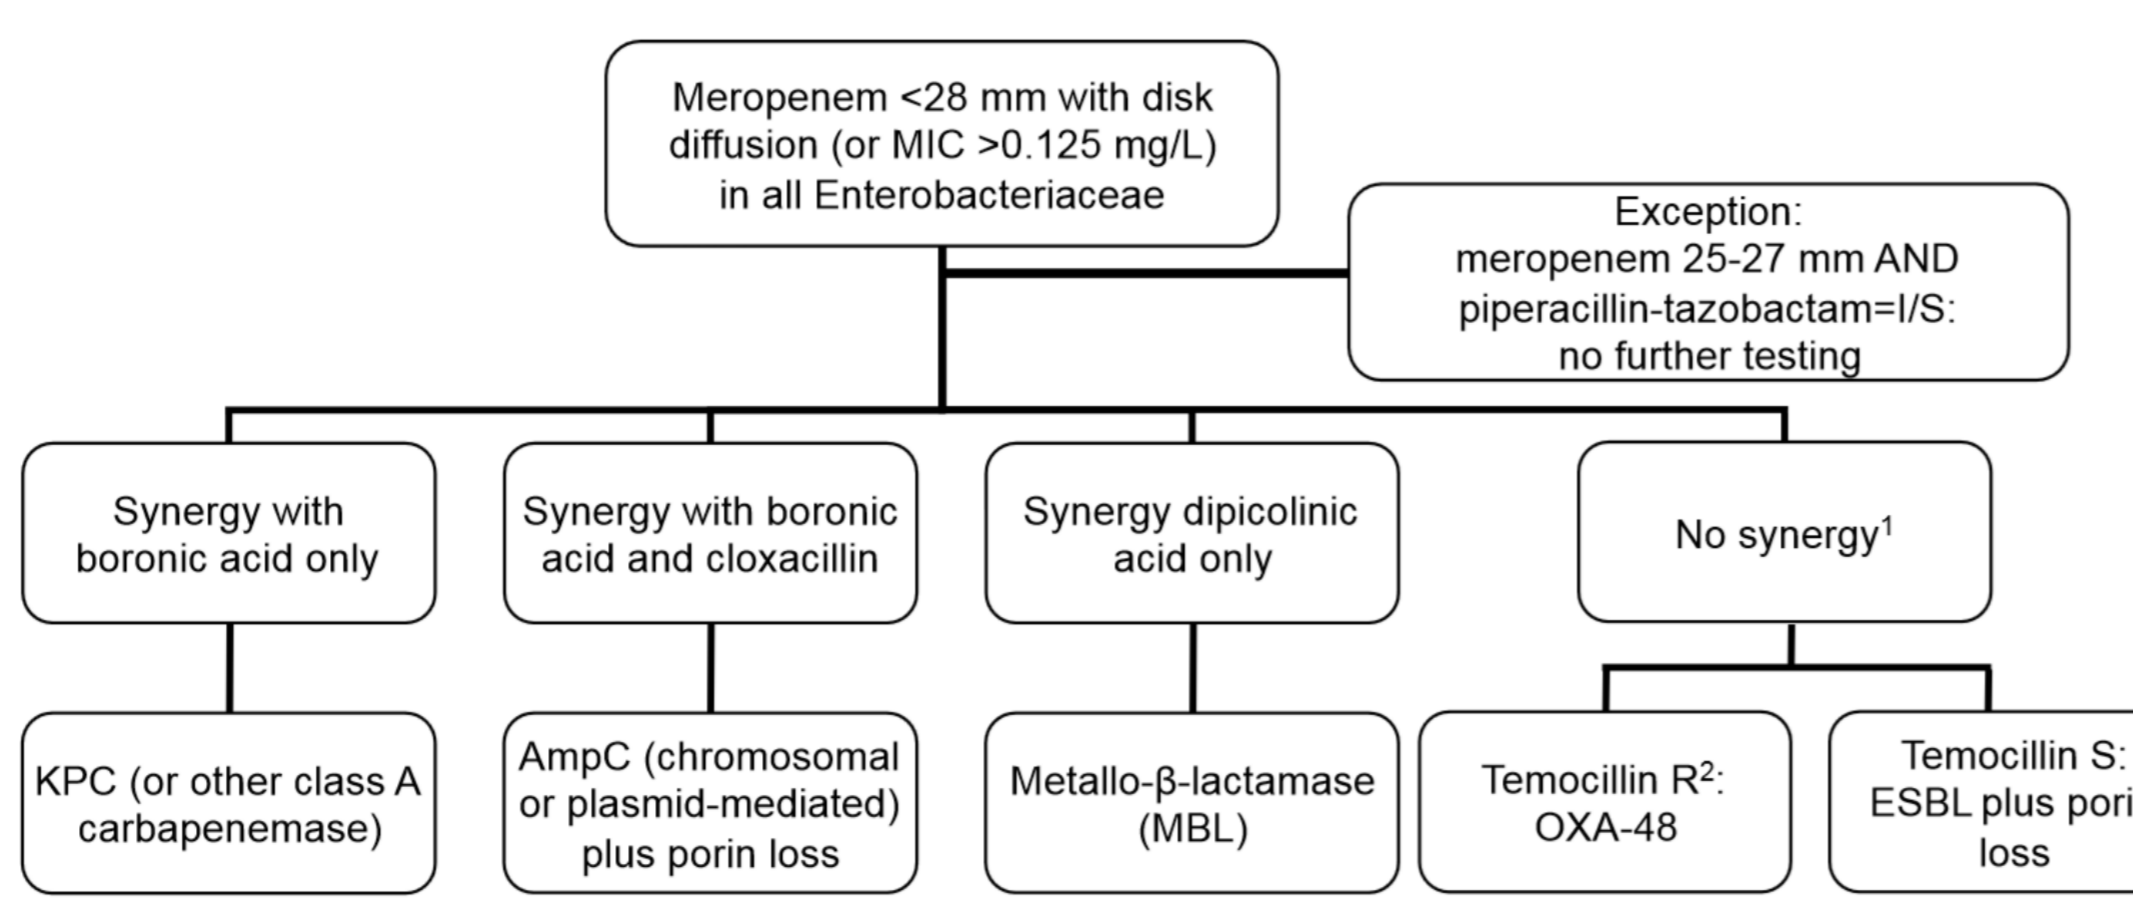 Meropenem <28 mm with disk
diffusion (or MIC >0.125 mg/L)
in all Enterobacteriaceae
Exception:
meropenem 25-27 mm AND
piperacillin-tazobactam=I/S:
no further testing
Synergy with
boronic acid only
Synergy with boronic
acid and cloxacillin
Synergy dipicolinic
acid only
No synergy¹
KPC (or other class A
carbapenemase)
AmpC (chromosomal
or plasmid-mediated)
plus porin loss
Metallo-β-lactamase
(MBL)
Temocillin R²:
OXA-48
Temocillin S:
ESBL plus pori
loss